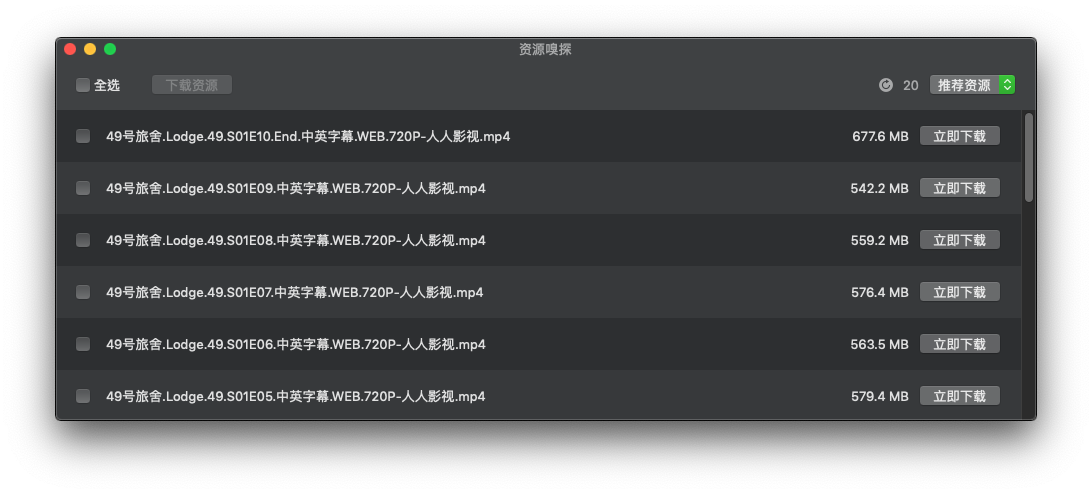 资源嗅探
全选 下载资源 20 推荐资源
49号旅舍.Lodge.49.S01E10.End.中英字幕.WEB.720P-人人影视.mp4 677.6 MB 立即下载
49号旅舍.Lodge.49.S01E09.中英字幕.WEB.720P-人人影视.mp4 542.2 MB 立即下载
49号旅舍.Lodge.49.S01E08.中英字幕.WEB.720P-人人影视.mp4 559.2 MB 立即下载
49号旅舍.Lodge.49.S01E07.中英字幕.WEB.720P-人人影视.mp4 576.4 MB 立即下载
49号旅舍.Lodge.49.S01E06.中英字幕.WEB.720P-人人影视.mp4 563.5 MB 立即下载
49号旅舍.Lodge.49.S01E05.中英字幕.WEB.720P-人人影视.mp4 579.4 MB 立即下载